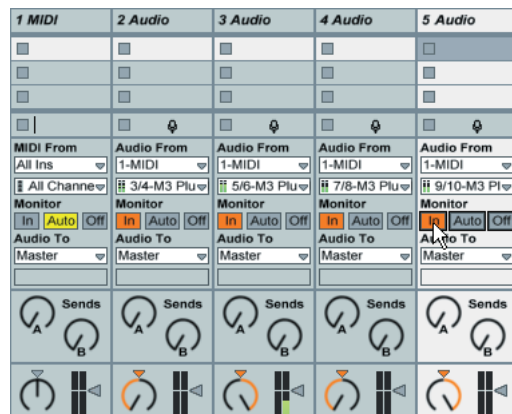 1 MIDI 2 Audio 3 Audio 4 Audio 5 Audio
MIDI From Audio From Audio From Audio From Audio From
All Ins 1-MIDI 1-MIDI 1-MIDI 1-MIDI
All Channe 3/4-M3 Plu 5/6-M3 Plu 7/8-M3 Plu 9/10-M3 Pl
Monitor Monitor Monitor Monitor Monitor
In Auto Off In Auto Off In Auto Off In Auto Off In Auto Off
Audio To Audio To Audio To Audio To Audio To
Master Master Master Master Master
Sends Sends Sends Sends Sends
A A A A A
B B B B B